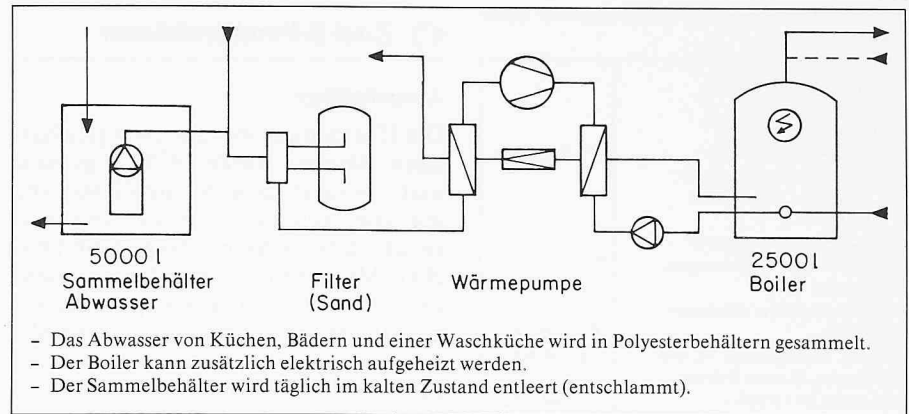 5000 l
Sammelbehälter
Abwasser
Filter
(Sand)
Wärmepumpe
2500 l
Boiler
– Das Abwasser von Küchen, Bädern und einer Waschküche wird in Polyesterbehältern gesammelt.
– Der Boiler kann zusätzlich elektrisch aufgeheizt werden.
– Der Sammelbehälter wird täglich im kalten Zustand entleert (entschlammt).